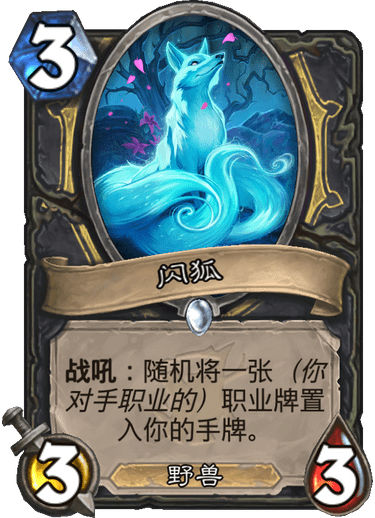 3
闪狐
战吼：随机将一张（你
对手职业的）职业牌置
入你的手牌。
3
野兽
3